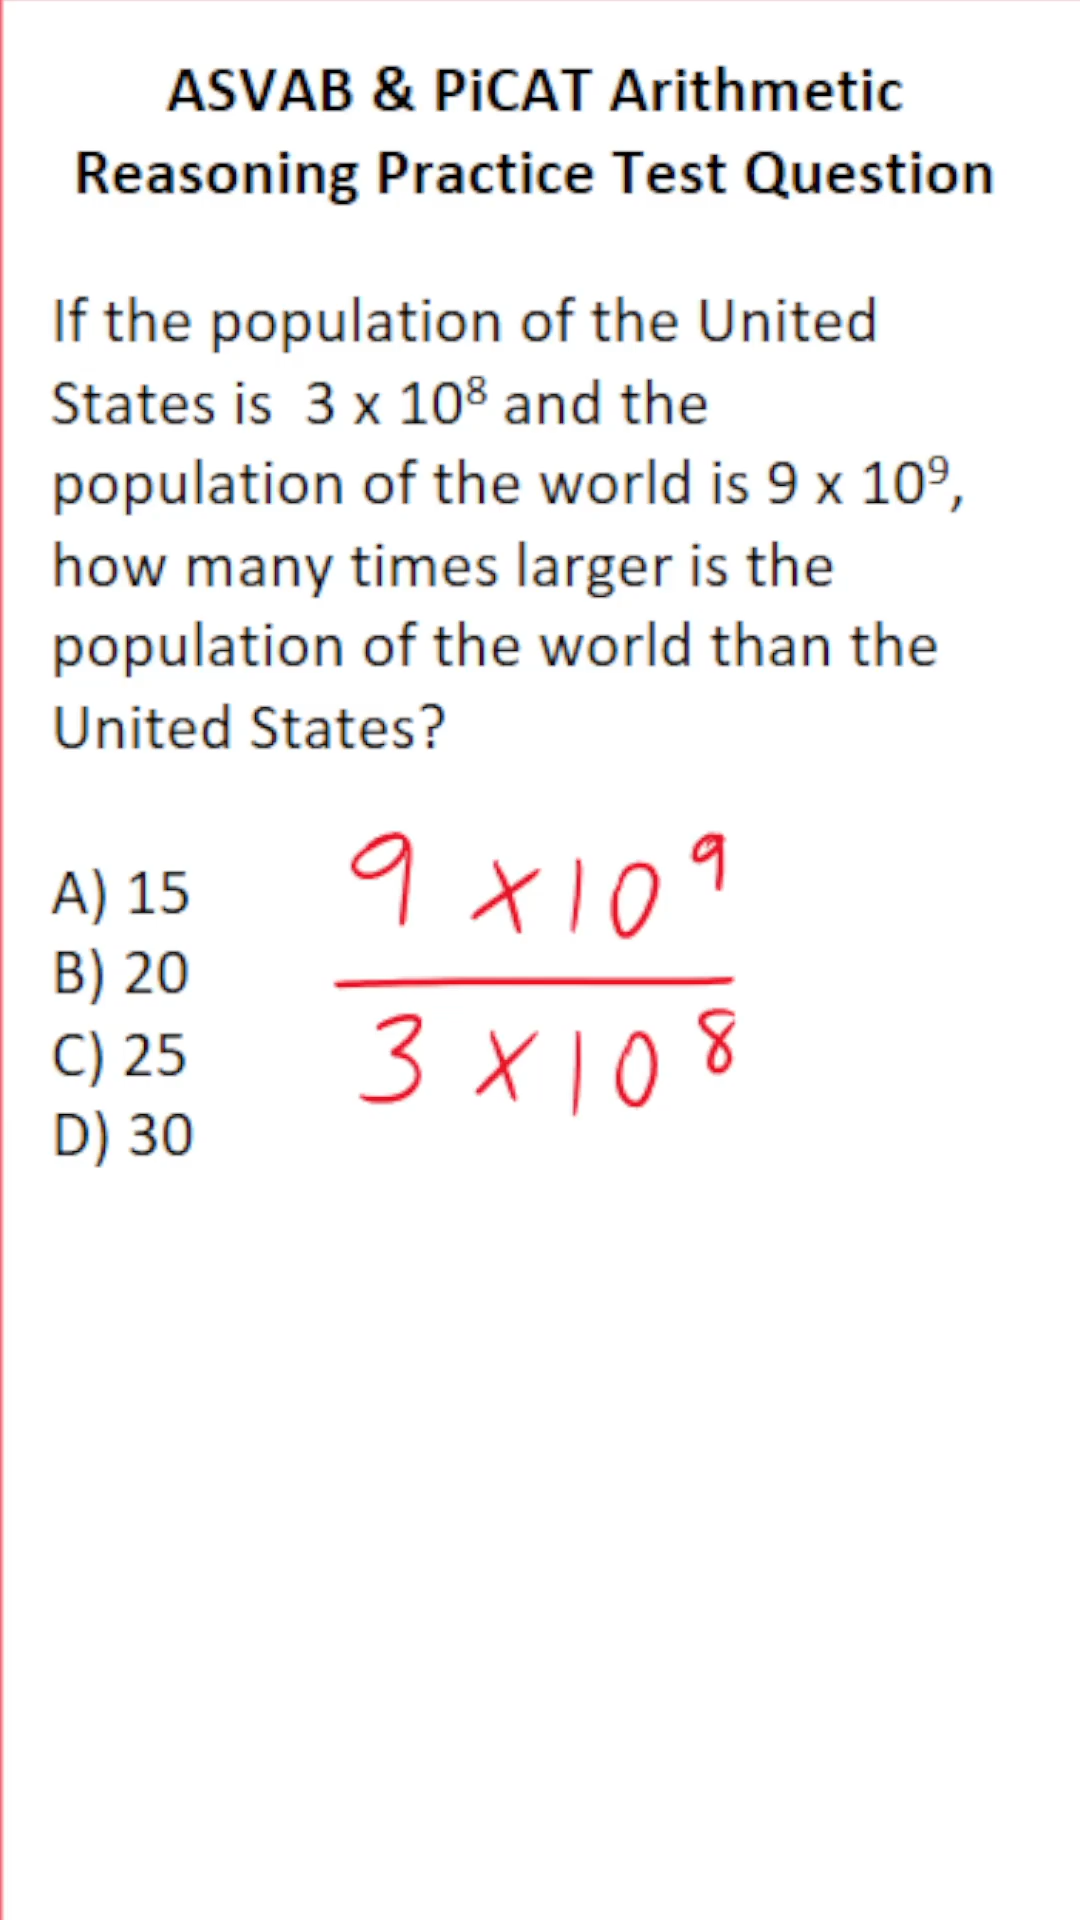 ASVAB & PiCAT Arithmetic
Reasoning Practice Test Question
If the population of the United
States is 3 x 10⁸ and the
population of the world is 9 x 10⁹,
how many times larger is the
population of the world than the
United States?
A) 15
B) 20
C) 25
D) 30
9 x 10⁹
3 x 10⁸